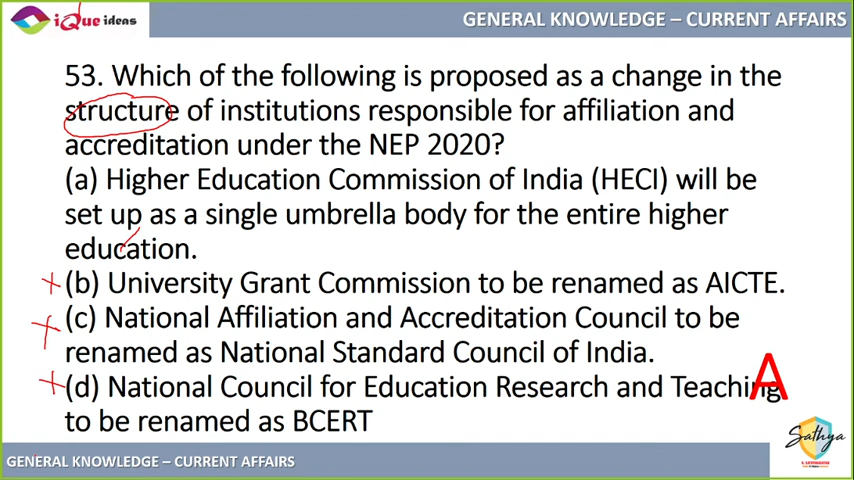 iQue ideas
GENERAL KNOWLEDGE – CURRENT AFFAIRS
53. Which of the following is proposed as a change in the
structure of institutions responsible for affiliation and
accreditation under the NEP 2020?
(a) Higher Education Commission of India (HECI) will be
set up as a single umbrella body for the entire higher
education.
(b) University Grant Commission to be renamed as AICTE.
(c) National Affiliation and Accreditation Council to be
renamed as National Standard Council of India.
(d) National Council for Education Research and Teaching
to be renamed as BCERT
A
Sathya
GENERAL KNOWLEDGE – CURRENT AFFAIRS